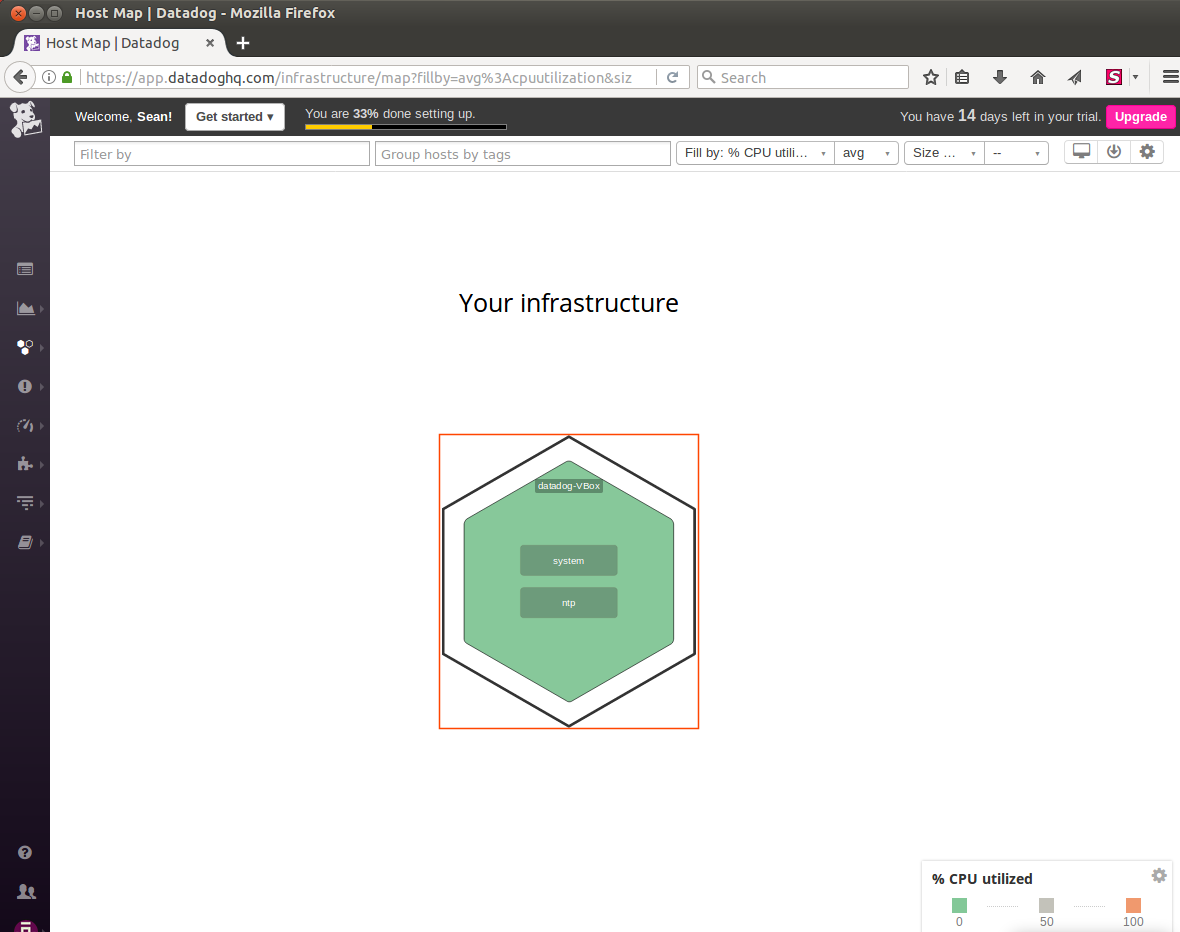 Host Map | Datadog - Mozilla Firefox
Host Map | Datadog
https://app.datadoghq.com/infrastructure/map?fillby=avg%3Acpuutilization&siz
Search
Welcome, Sean!
Get started ▾
You are 33% done setting up.
You have 14 days left in your trial.
Upgrade
Filter by
Group hosts by tags
Fill by: % CPU utili...
avg
Size ...
--
Your infrastructure
datadog-VBox
system
ntp
% CPU utilized
0
50
100